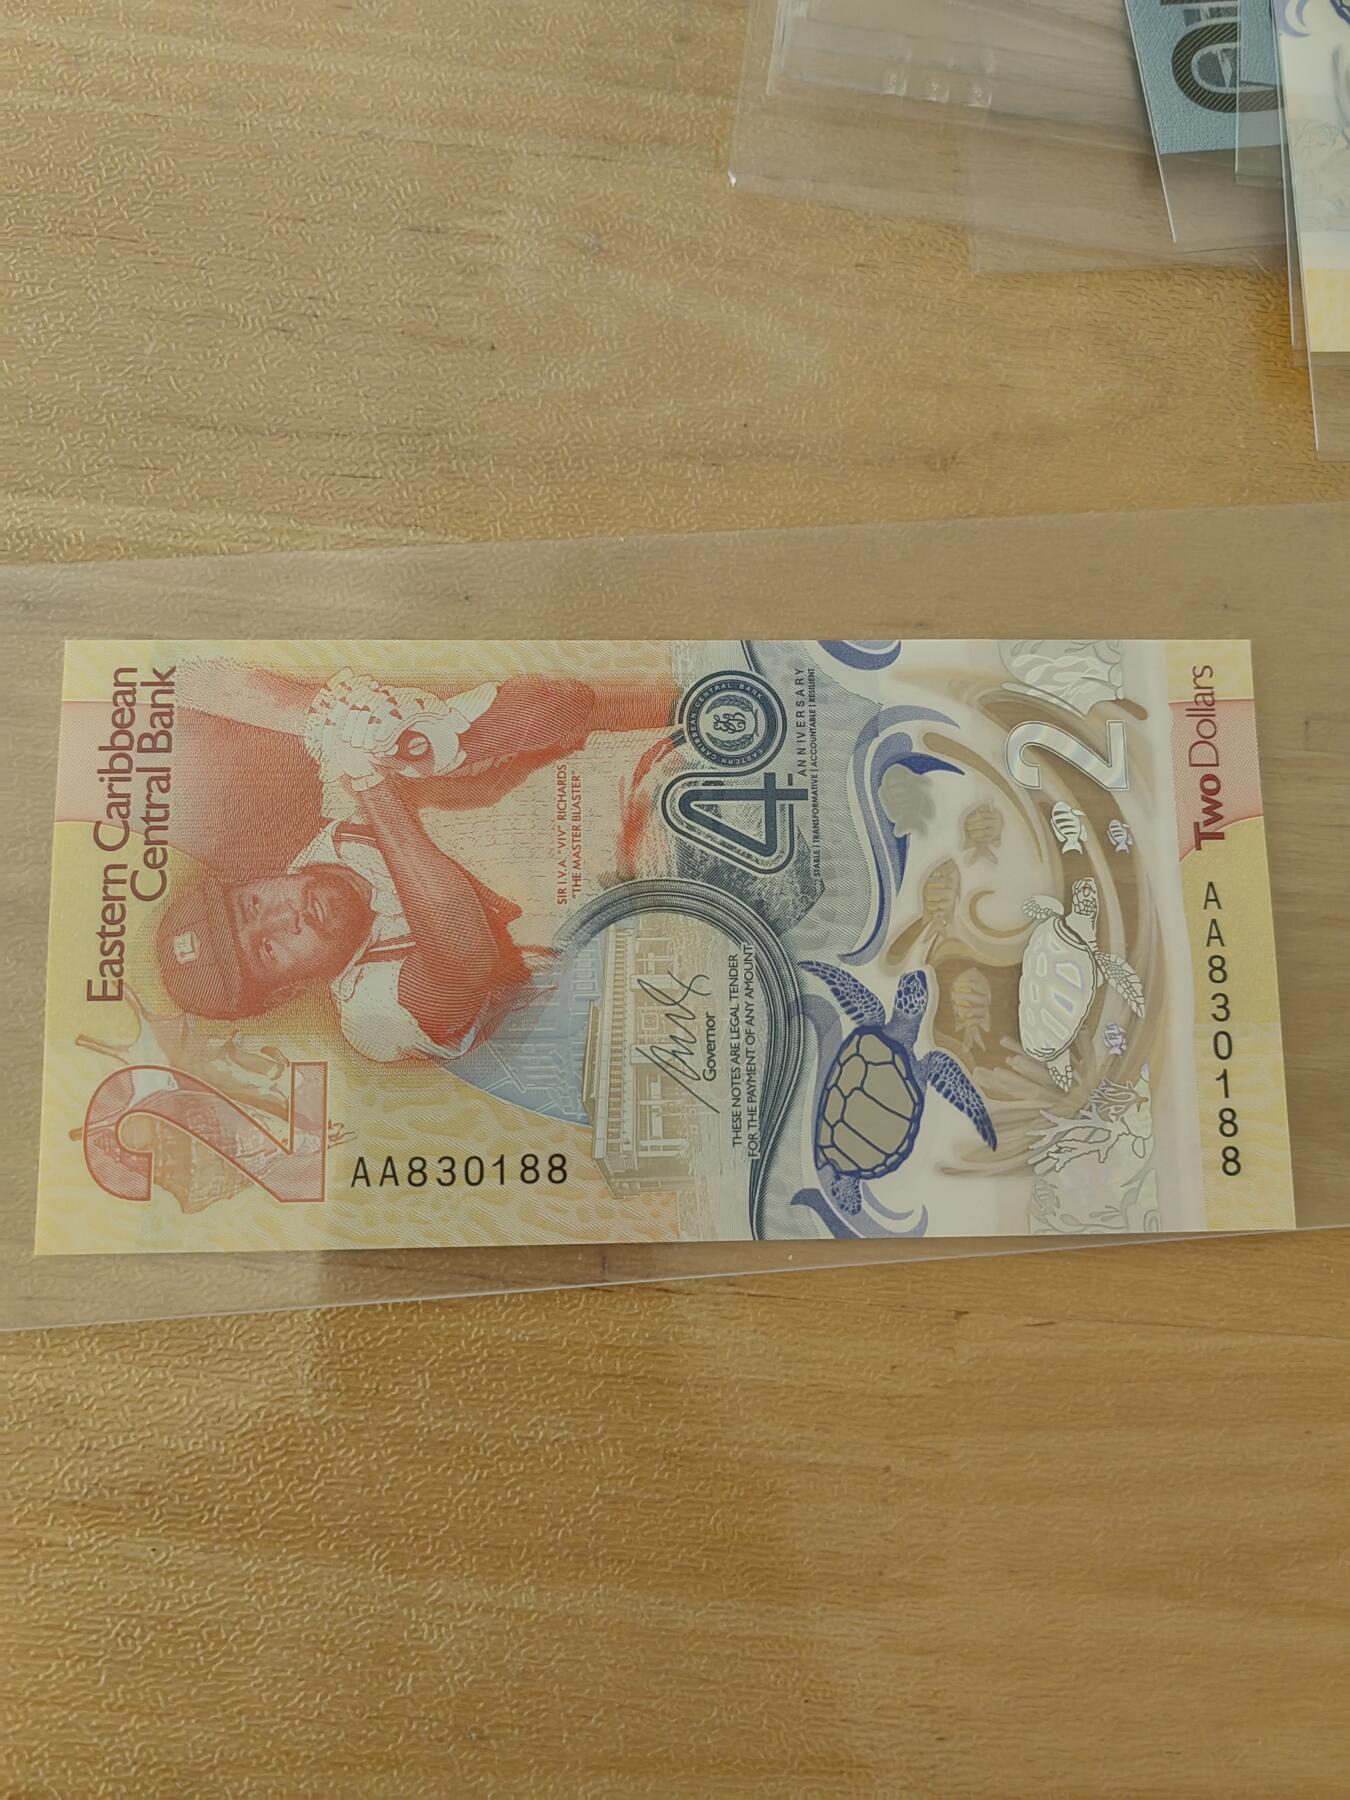 Eastern Caribbean
Central Bank
2
AA830188
SIR I.V.A. "VIV" RICHARDS
"THE MASTER BLASTER"
Governor
THESE NOTES ARE LEGAL TENDER
FOR THE PAYMENT OF ANY AMOUNT
EASTERN CARIBBEAN CENTRAL BANK
40
ANNIVERSARY
STABLE | TRANSFORMATIVE | ACCOUNTABLE | RESILIENT
2
Two Dollars
AA830188